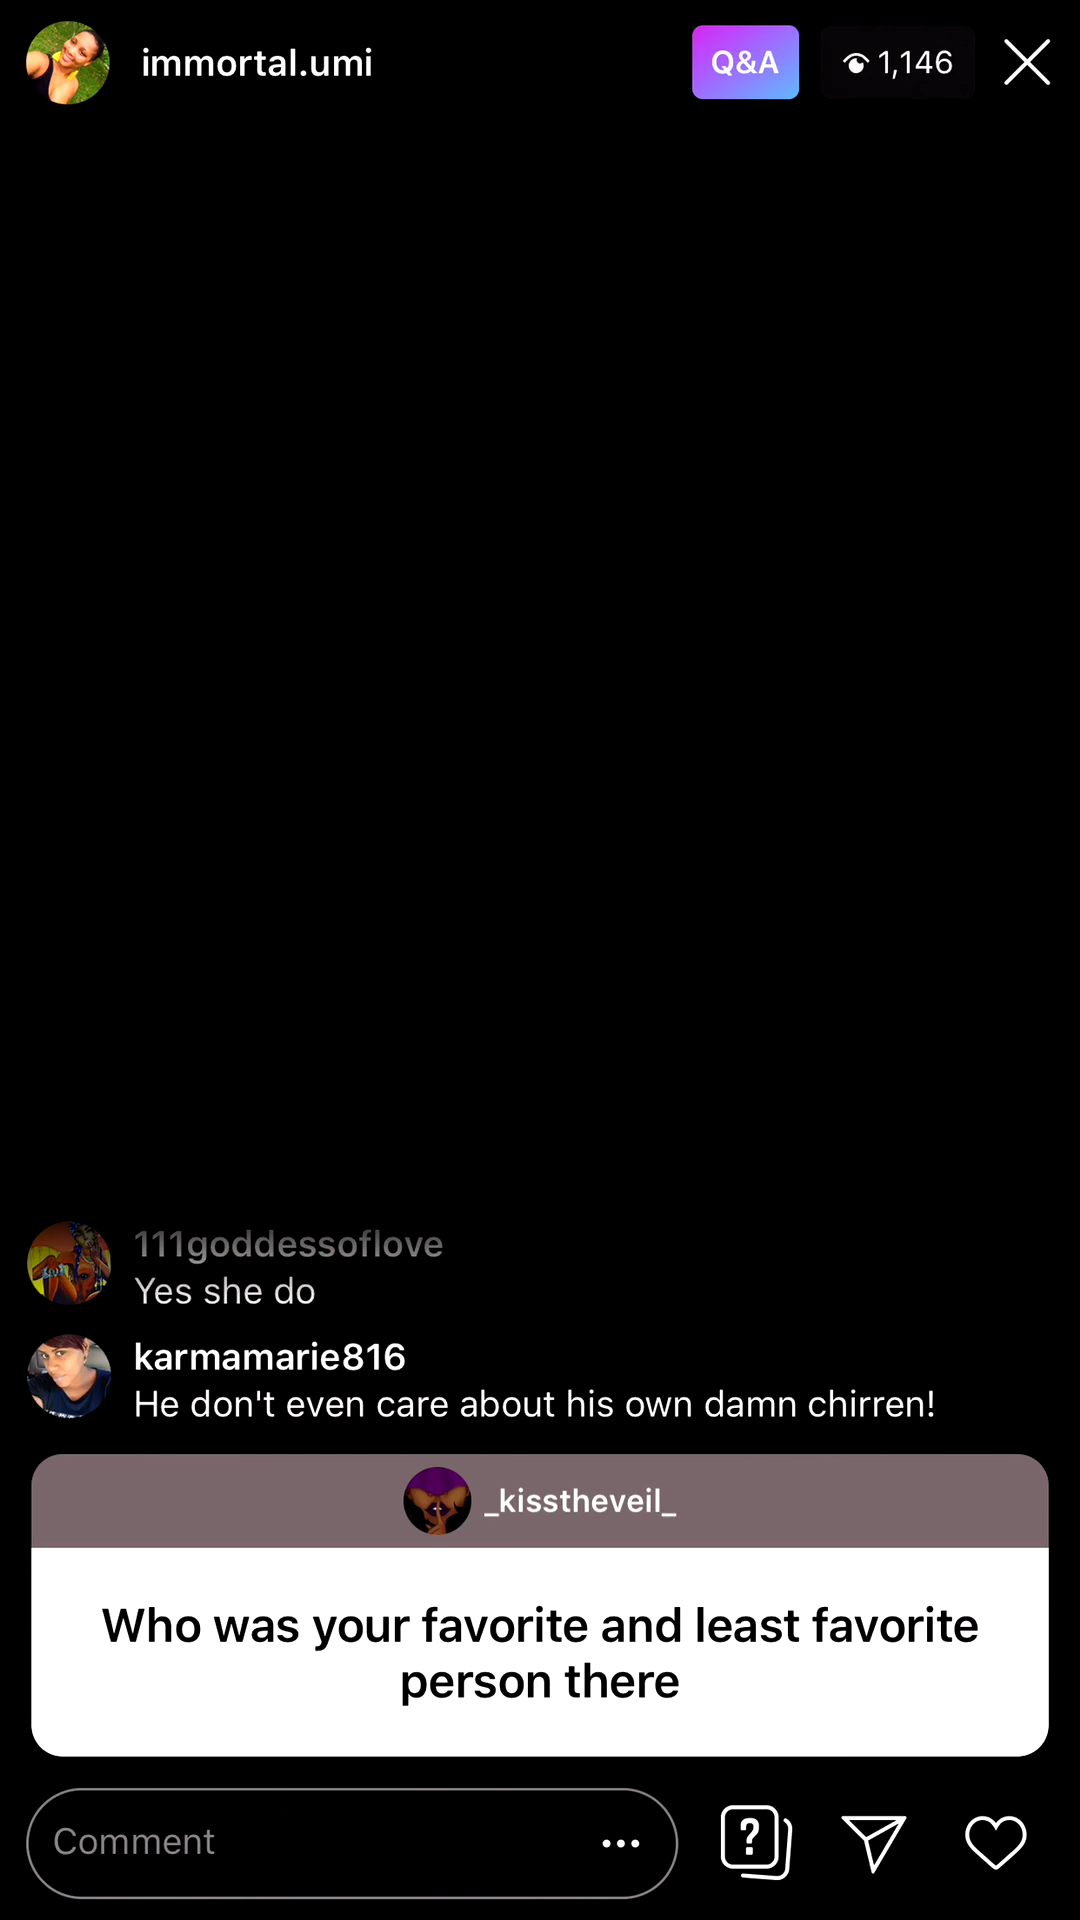 immortal.umi
Q&A
1,146
111goddessoflove
Yes she do
karmamarie816
He don't even care about his own damn chirren!
_kisstheveil_
Who was your favorite and least favorite
person there
Comment